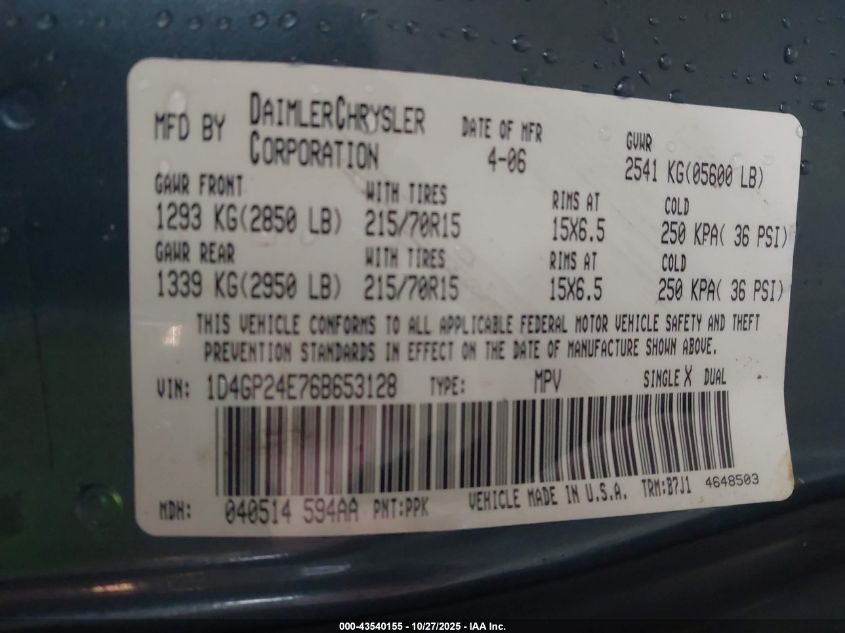 MFD BY DAIMLERCHRYSLER CORPORATION
DATE OF MFR 4-06
GVWR 2541 KG(05600 LB)
GAWR FRONT WITH TIRES RIMS AT COLD
1293 KG(2850 LB) 215/70R15 15X6.5 250 KPA( 36 PSI)
GAWR REAR WITH TIRES RIMS AT COLD
1339 KG(2950 LB) 215/70R15 15X6.5 250 KPA( 36 PSI)
THIS VEHICLE CONFORMS TO ALL APPLICABLE FEDERAL MOTOR VEHICLE SAFETY AND THEFT
PREVENTION STANDARDS IN EFFECT ON THE DATE OF MANUFACTURE SHOWN ABOVE.
VIN: 1D4GP24E76B653128 TYPE: MPV SINGLE X DUAL
MDH: 040514 594AA PNT:PPK VEHICLE MADE IN U.S.A. TRM:B7J1 4648503
000-43540155 - 10/27/2025 - IAA Inc.